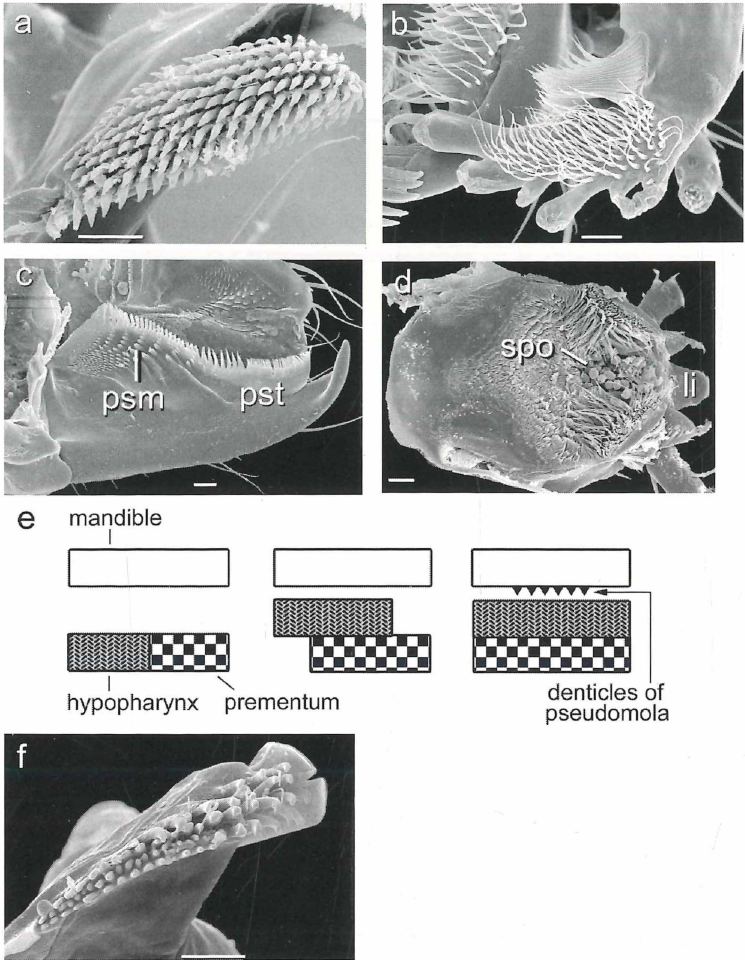 a
b
c
psm
pst
d
spo
li
e
mandible
hypopharynx
prementum
denticles of
pseudomola
f